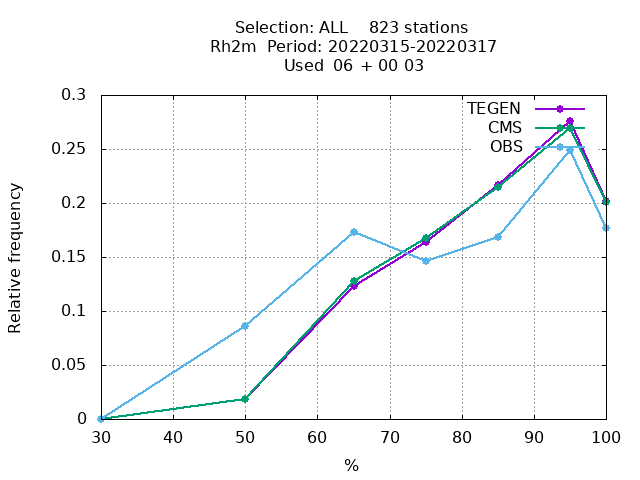 Selection: ALL    823 stations
Rh2m  Period: 20220315-20220317
Used  06 + 00 03
Relative frequency
0.3
0.25
0.2
0.15
0.1
0.05
0
TEGEN
CMS
OBS
30 40 50 60 70 80 90 100
%